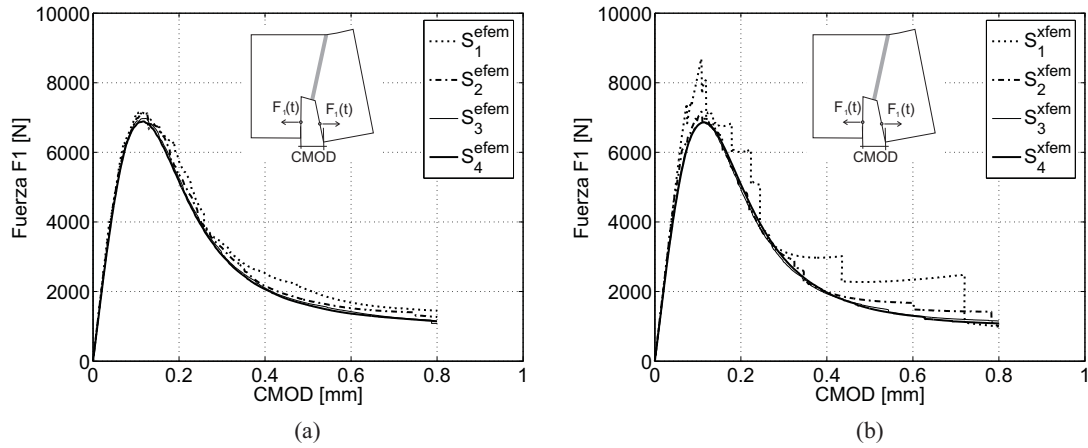 10000
8000
6000
4000
2000
0
0 0.2 0.4 0.6 0.8 1
Fuerza F1 [N]
CMOD [mm]
F₁(t) F₁(t)
CMOD
S₁ᵉᶠᵉᵐ
S₂ᵉᶠᵉᵐ
S₃ᵉᶠᵉᵐ
S₄ᵉᶠᵉᵐ
(a)
10000
8000
6000
4000
2000
0
0 0.2 0.4 0.6 0.8 1
Fuerza F1 [N]
CMOD [mm]
F₁(t) F₁(t)
CMOD
S₁ˣᶠᵉᵐ
S₂ˣᶠᵉᵐ
S₃ˣᶠᵉᵐ
S₄ˣᶠᵉᵐ
(b)